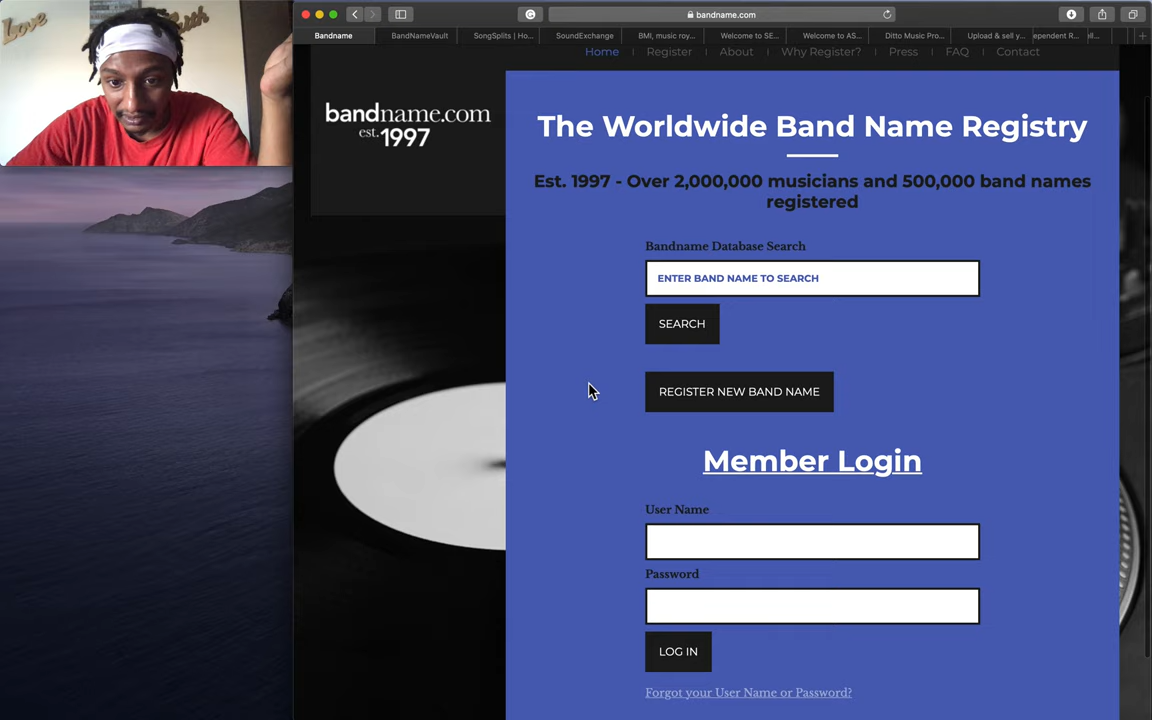 Love
Faith
bandname.com
Bandname
BandNameVault
SongSplits | Ho...
SoundExchange
BMI, music roy...
Welcome to SE...
Welcome to AS...
Ditto Music Pro...
Upload & sell y...
ependent R...
ell...
Home
Register
About
Why Register?
Press
FAQ
Contact
bandname.com
est. 1997
The Worldwide Band Name Registry
Est. 1997 - Over 2,000,000 musicians and 500,000 band names
registered
Bandname Database Search
ENTER BAND NAME TO SEARCH
SEARCH
REGISTER NEW BAND NAME
Member Login
User Name
Password
LOG IN
Forgot your User Name or Password?